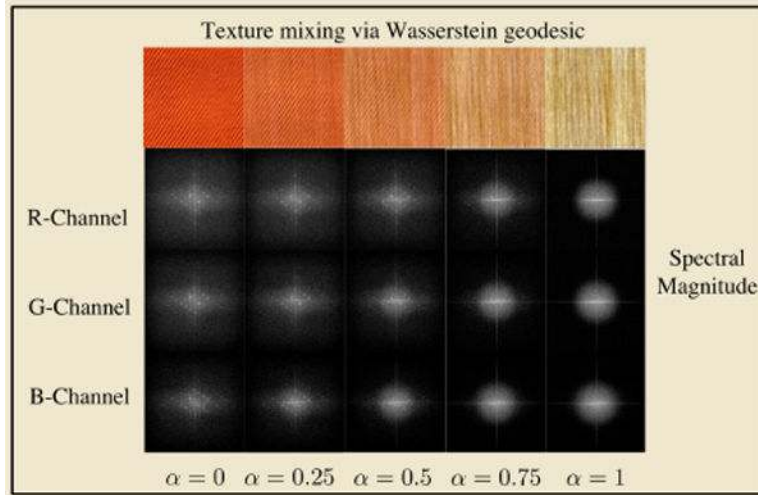 Texture mixing via Wasserstein geodesic
R-Channel
G-Channel
B-Channel
Spectral
Magnitude
α = 0 α = 0.25 α = 0.5 α = 0.75 α = 1